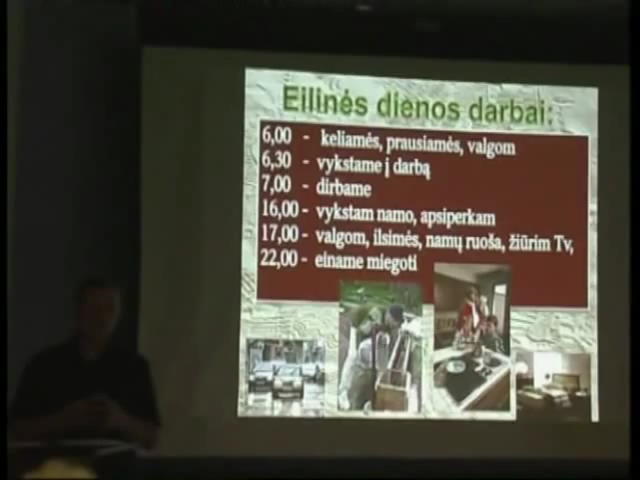 Eilinės dienos darbai:
6,00 - keliamės, prausiamės, valgom
6,30 - vykstame į darbą
7,00 - dirbame
16,00 - vykstam namo, apsiperkam
17,00 - valgom, ilsimės, namų ruoša, žiūrim Tv,
22,00 - einame miegoti